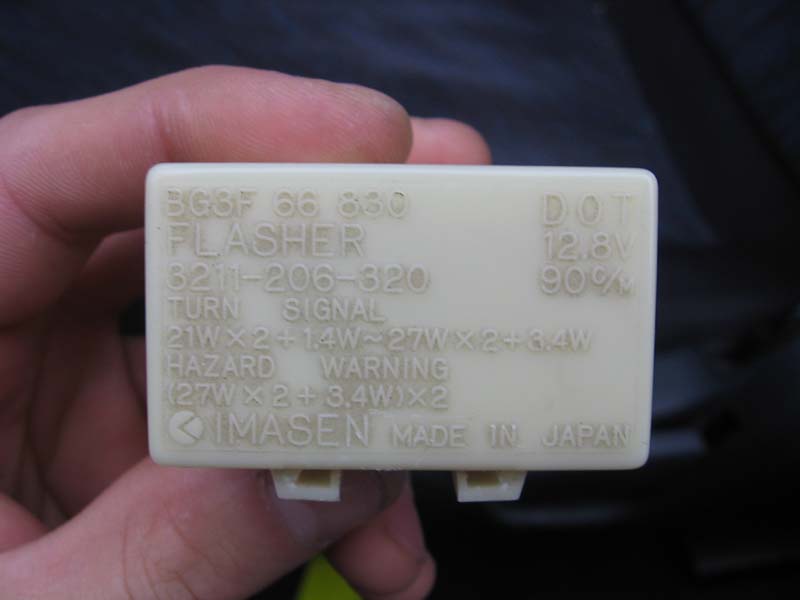 BG3F 66 830 DOT
FLASHER 12.8V
3211-206-320 90C/M
TURN SIGNAL
21W×2+1.4W~27W×2+3.4W
HAZARD WARNING
(27W×2+3.4W)×2
IMASEN MADE IN JAPAN